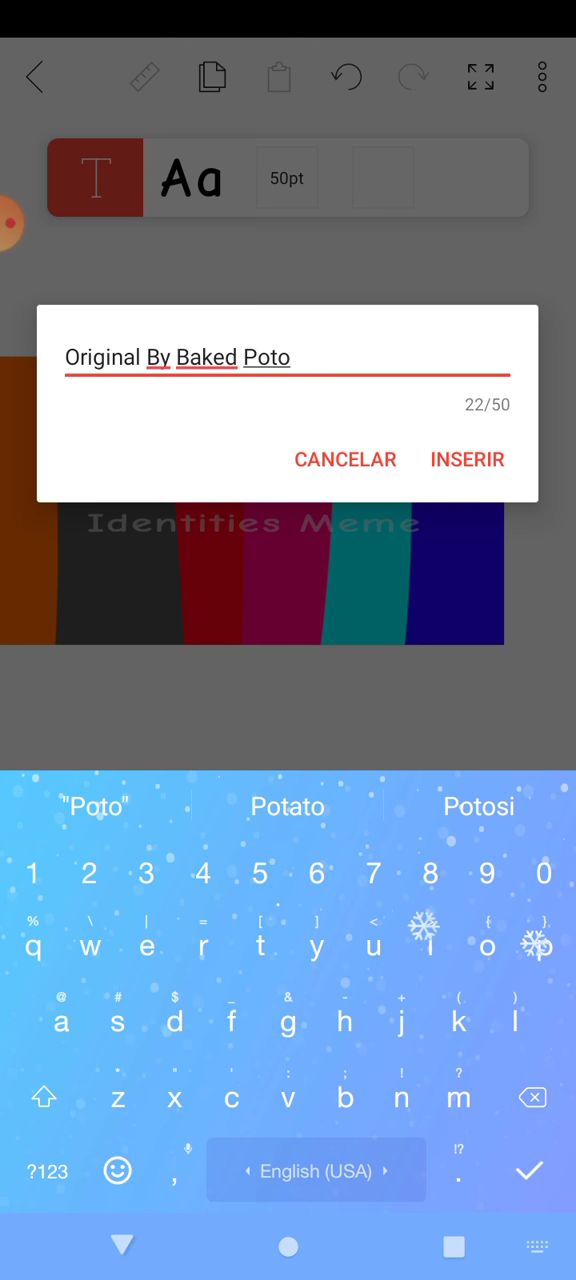 T Aa 50pt
Original By Baked Poto
22/50
CANCELAR INSERIR
Identities Meme
"Poto" Potato Potosi
1 2 3 4 5 6 7 8 9 0
% \ | = [ ] < { }
q w e r t y u i o p
@ # $ _ & - + ( )
a s d f g h j k l
* " ' : ; ! ?
z x c v b n m
!?
?123 , English (USA) .